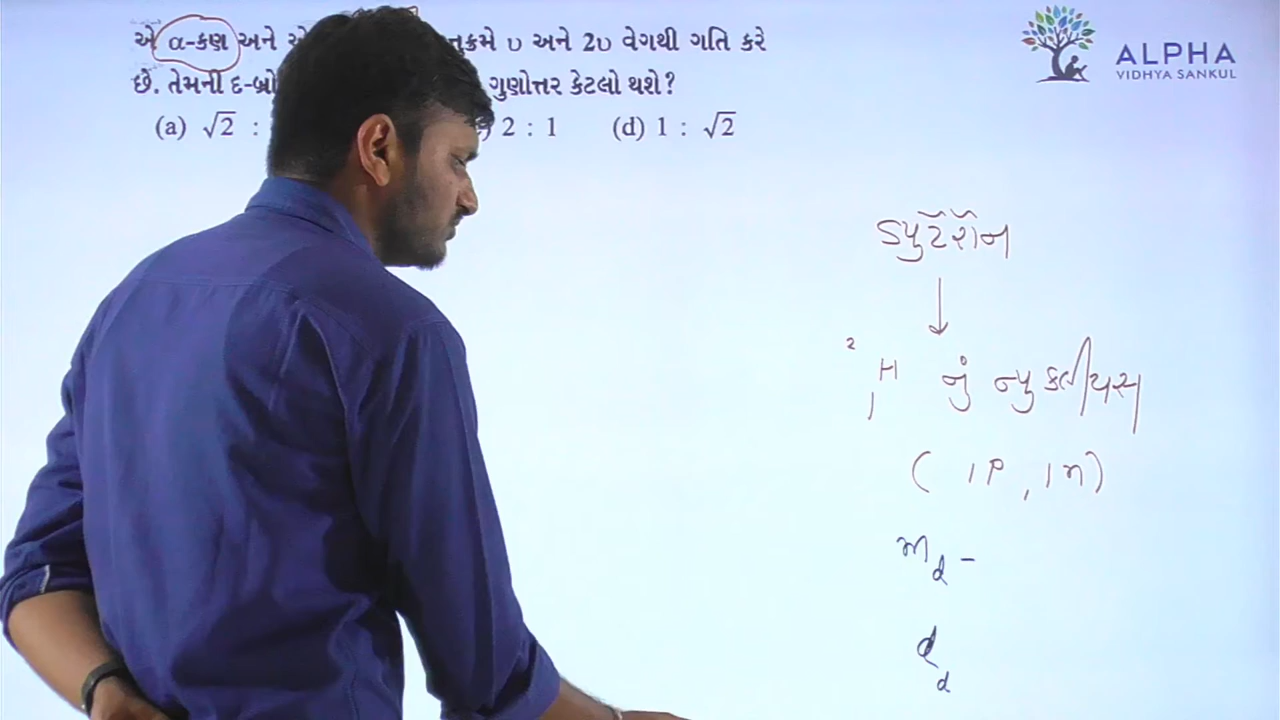 એ α-કણ અને નુક્રમે υ અને 2υ વેગથી ગતિ કરે
છે. તેમની દ-બ્રો ગુણોત્તર કેટલો થશે?
(a) √2 : 2 : 1 (d) 1 : √2
ALPHA
VIDHYA SANKUL
ડ્યુટેરોન
↓
²₁H નું ન્યુક્લીયસ
( 1P , 1n )
m_d -
d